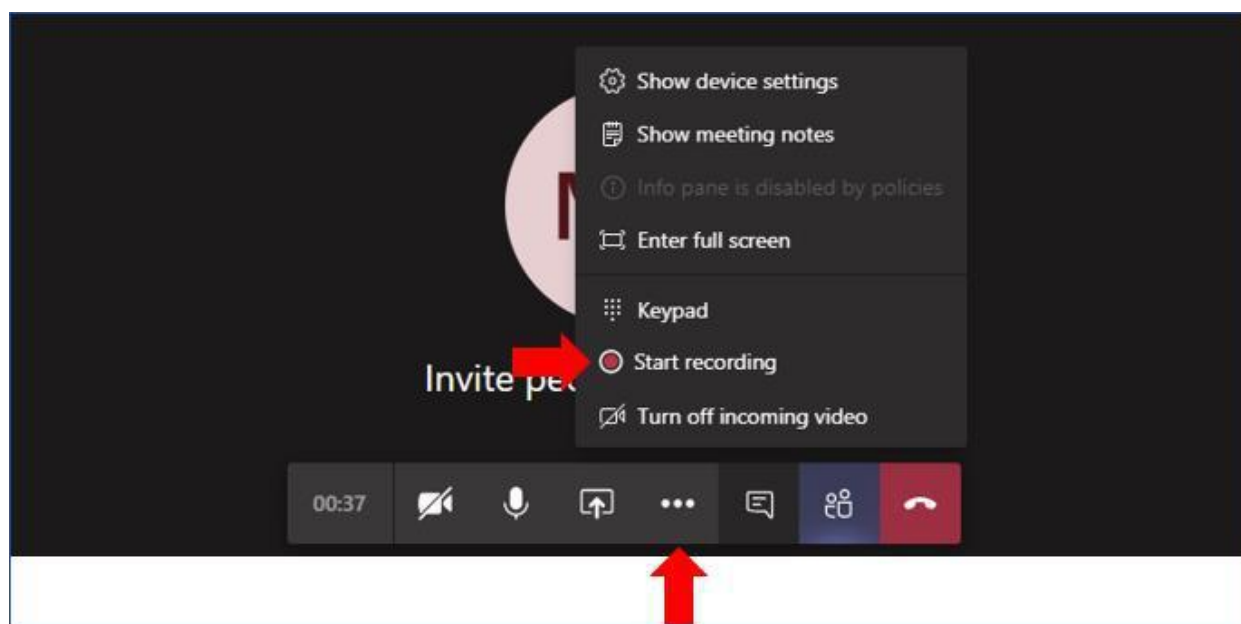 Show device settings
Show meeting notes
Info pane is disabled by policies
Enter full screen
Keypad
Start recording
Invite
Turn off incoming video
00:37